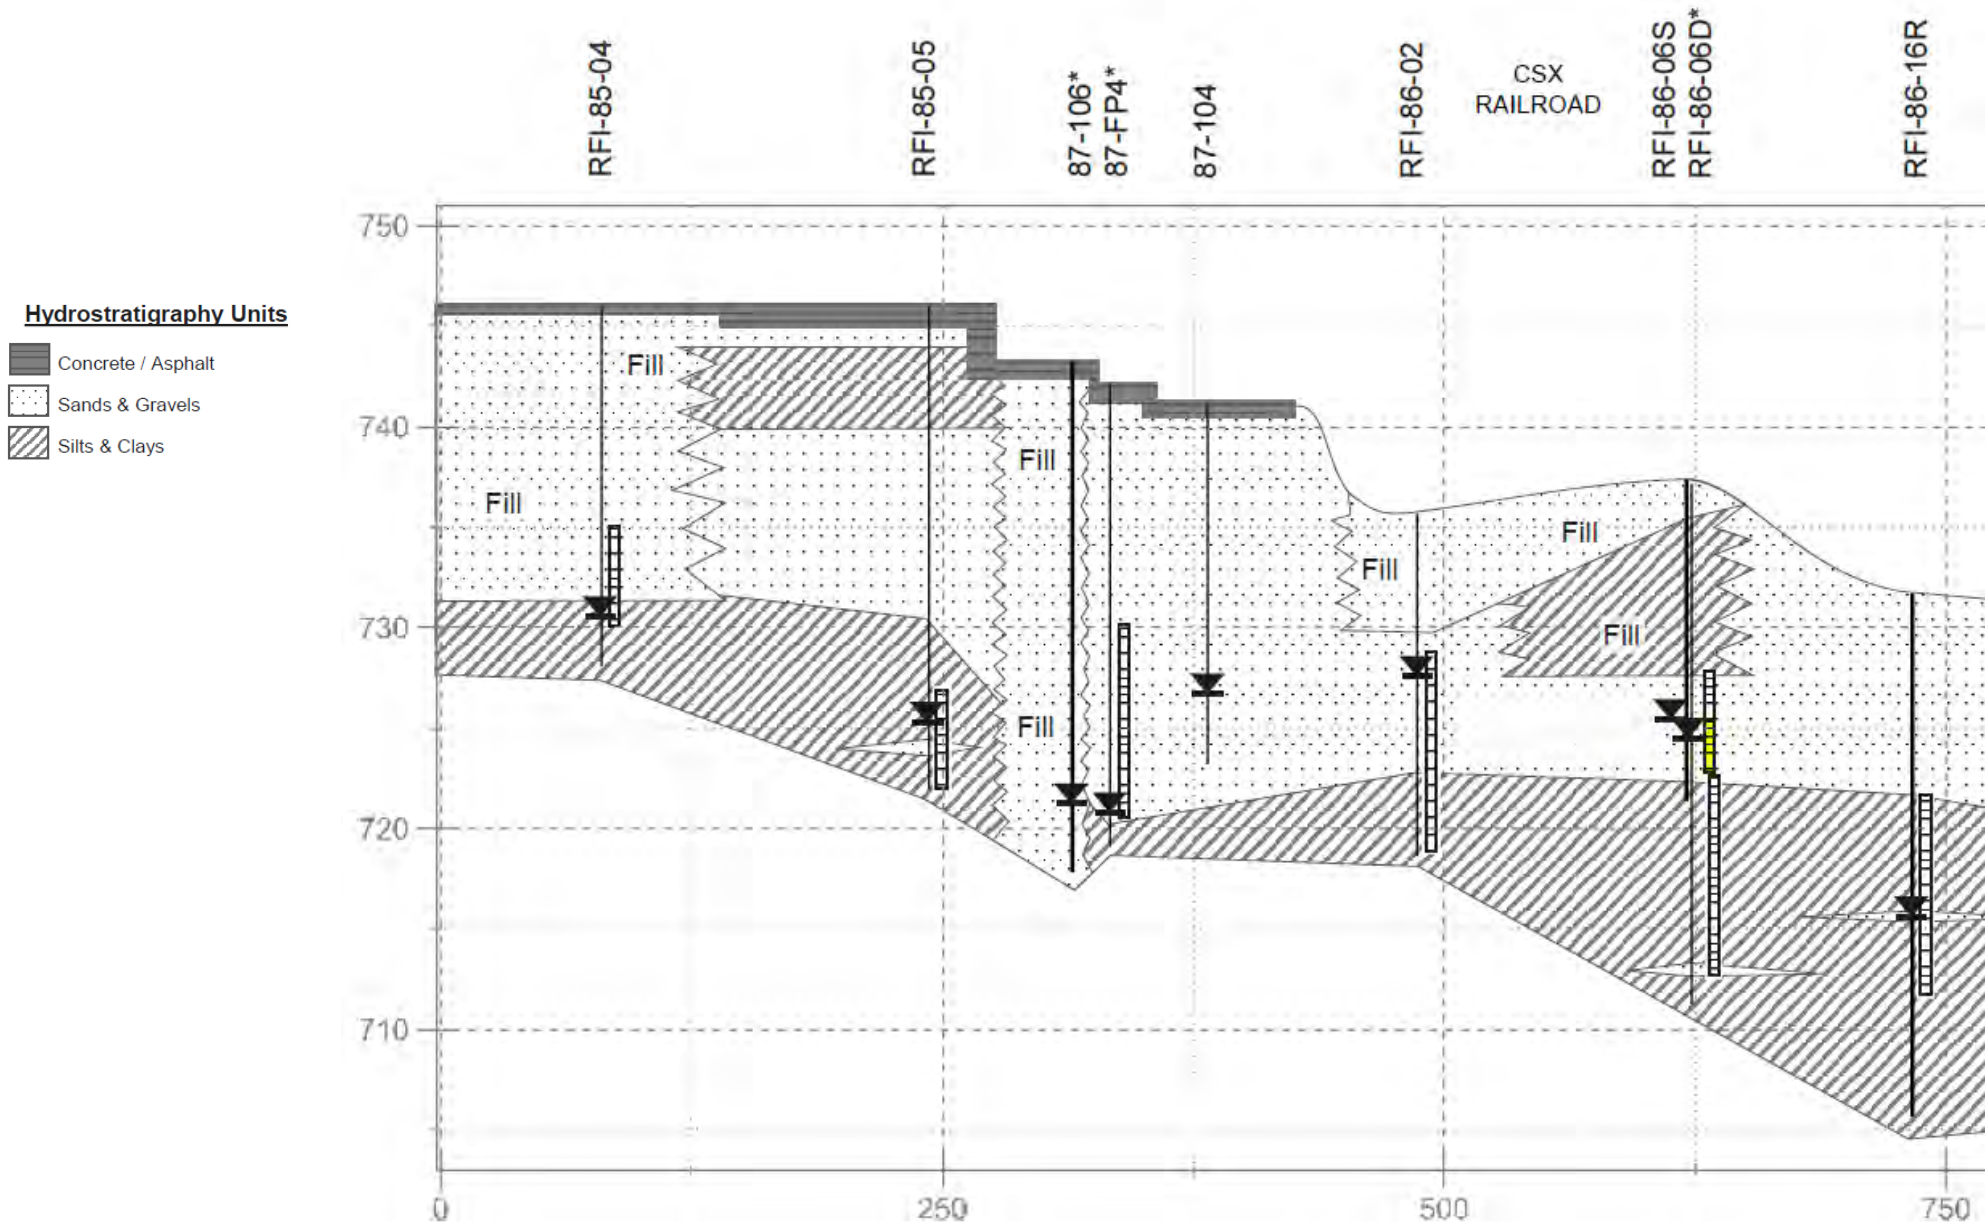 RFI-85-04
RFI-85-05
87-106*
87-FP4*
87-104
RFI-86-02
CSX
RAILROAD
RFI-86-06S
RFI-86-06D*
RFI-86-16R
Hydrostratigraphy Units
Concrete / Asphalt
Sands & Gravels
Silts & Clays
750
740
730
720
710
Fill
Fill
Fill
Fill
Fill
Fill
Fill
0
250
500
750